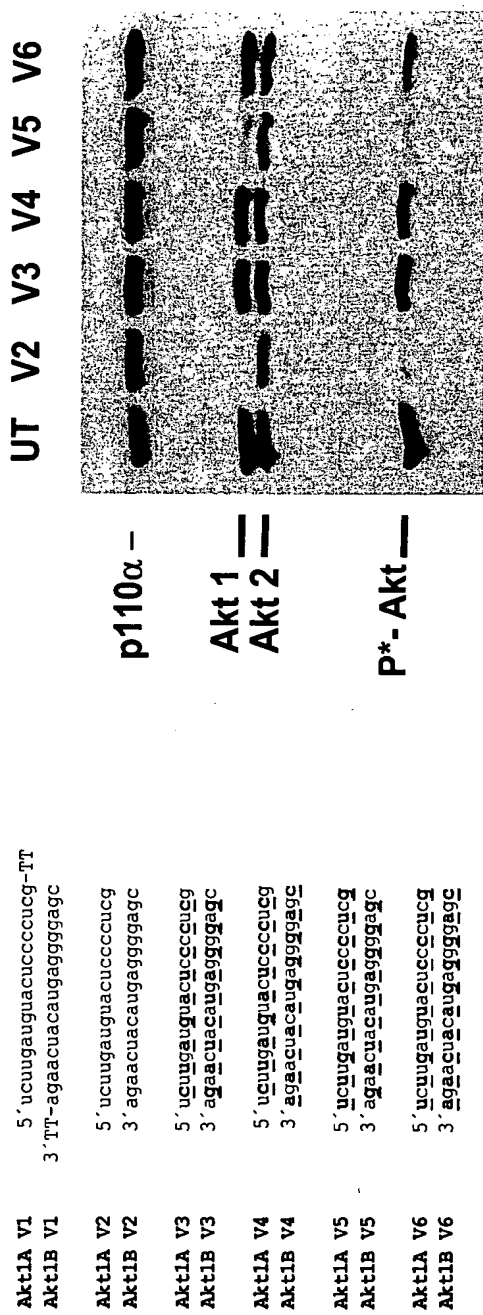 Akt1A V1 5´ucuugauguacuccccucg-TT
Akt1B V1 3´TT-agaacuacaugaggggagc
Akt1A V2 5´ucuugauguacuccccucg
Akt1B V2 3´agaacuacaugaggggagc
Akt1A V3 5´ucuugauguacuccccucg
Akt1B V3 3´agaacuacaugaggggagc
Akt1A V4 5´ucuugauguacuccccucg
Akt1B V4 3´agaacuacaugaggggagc
Akt1A V5 5´ucuugauguacuccccucg
Akt1B V5 3´agaacuacaugaggggagc
Akt1A V6 5´ucuugauguacuccccucg
Akt1B V6 3´agaacuacaugaggggagc
UT V2 V3 V4 V5 V6
p110α –
Akt 1
Akt 2
P*- Akt